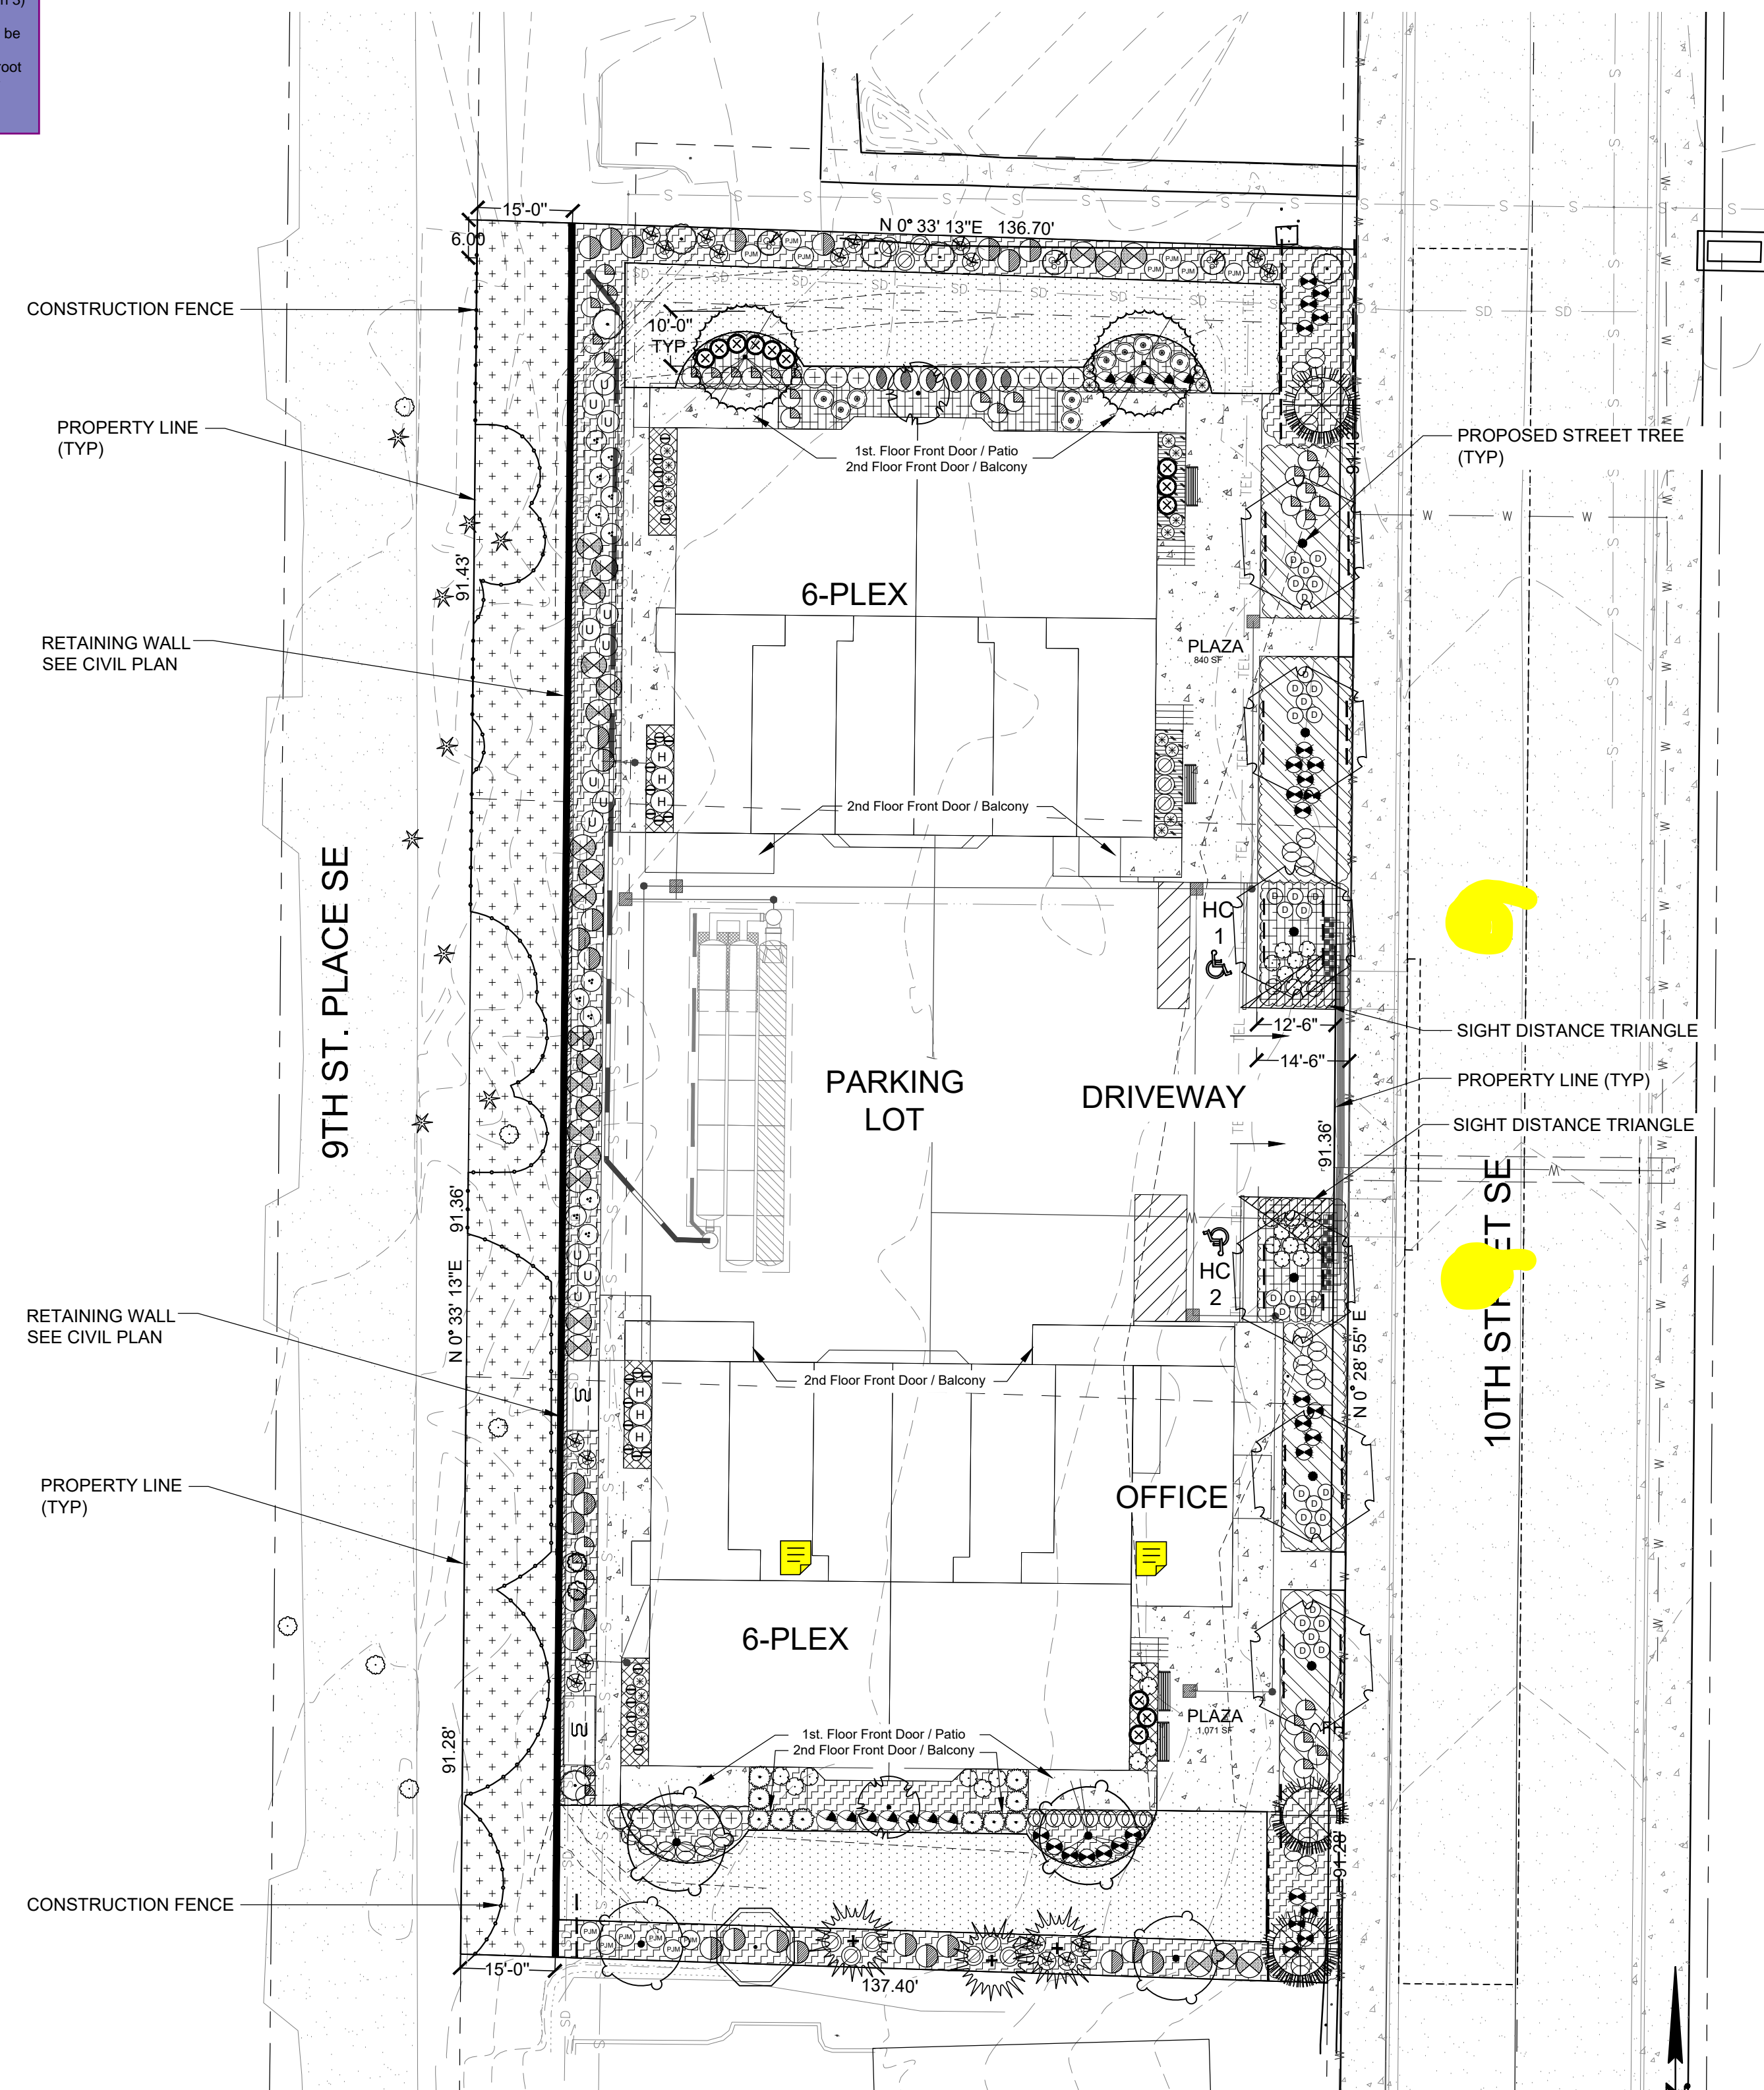 be
root
15'-0"
6.00
N 0° 33' 13"E 136.70'
CONSTRUCTION FENCE
10'-0"
TYP
PROPERTY LINE
(TYP)
1st. Floor Front Door / Patio
2nd Floor Front Door / Balcony
PROPOSED STREET TREE
(TYP)
91.43'
91.43'
6-PLEX
RETAINING WALL
SEE CIVIL PLAN
PLAZA
840 SF
2nd Floor Front Door / Balcony
9TH ST. PLACE SE
HC
1
12'-6"
SIGHT DISTANCE TRIANGLE
14'-6"
PARKING
LOT
DRIVEWAY
PROPERTY LINE (TYP)
SIGHT DISTANCE TRIANGLE
91.36'
91.36'
N 0° 33' 13"E
10TH STREET SE
HC
2
N 0° 28' 55" E
RETAINING WALL
SEE CIVIL PLAN
2nd Floor Front Door / Balcony
PROPERTY LINE
(TYP)
OFFICE
6-PLEX
PLAZA
1,071 SF
FH
1st. Floor Front Door / Patio
2nd Floor Front Door / Balcony
91.28'
91.28'
CONSTRUCTION FENCE
15'-0"
137.40'